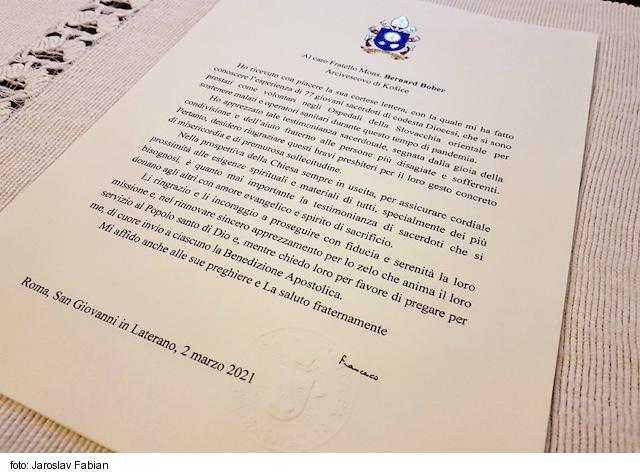 Al caro Fratello Mons. Bernard Bober
Arcivescovo di Košice
Ho ricevuto con piacere la sua cortese lettera, con la quale mi ha fatto
conoscere l'esperienza di 77 giovani sacerdoti di codesta Diocesi, che si sono
prestati come volontari negli Ospedali della Slovacchia orientale per
sostenere malati e operatori sanitari durante questo tempo di pandemia.
Ho apprezzato tale testimonianza sacerdotale, segnata dalla gioia della
condivisione e dell'aiuto fraterno alle persone più disagiate e sofferenti.
Pertanto, desidero ringraziare questi bravi presbiteri per il loro gesto concreto
di misericordia e di premurosa sollecitudine.
Nella prospettiva della Chiesa sempre in uscita, per assicurare cordiale
prossimità alle esigenze spirituali e materiali di tutti, specialmente dei più
bisognosi, è quanto mai importante la testimonianza di sacerdoti che si
donano agli altri con amore evangelico e spirito di sacrificio.
Li ringrazio e li incoraggio a proseguire con fiducia e serenità la loro
missione e, nel rinnovare sincero apprezzamento per lo zelo che anima il loro
servizio al Popolo santo di Dio e, mentre chiedo loro per favore di pregare per
me, di cuore invio a ciascuno la Benedizione Apostolica.
Mi affido anche alle sue preghiere e La saluto fraternamente
Francesco
Roma, San Giovanni in Laterano, 2 marzo 2021
foto: Jaroslav Fabian